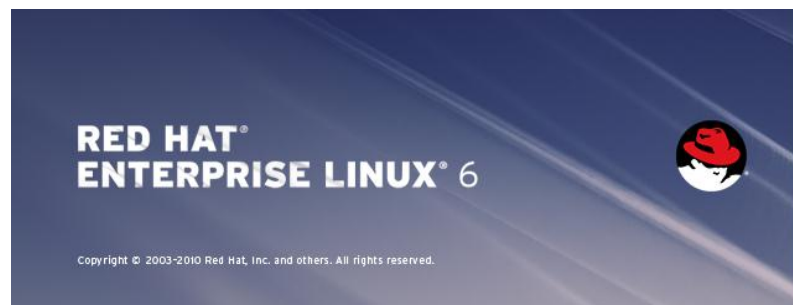 RED HAT®
ENTERPRISE LINUX® 6
Copyright © 2003-2010 Red Hat, Inc. and others. All rights reserved.